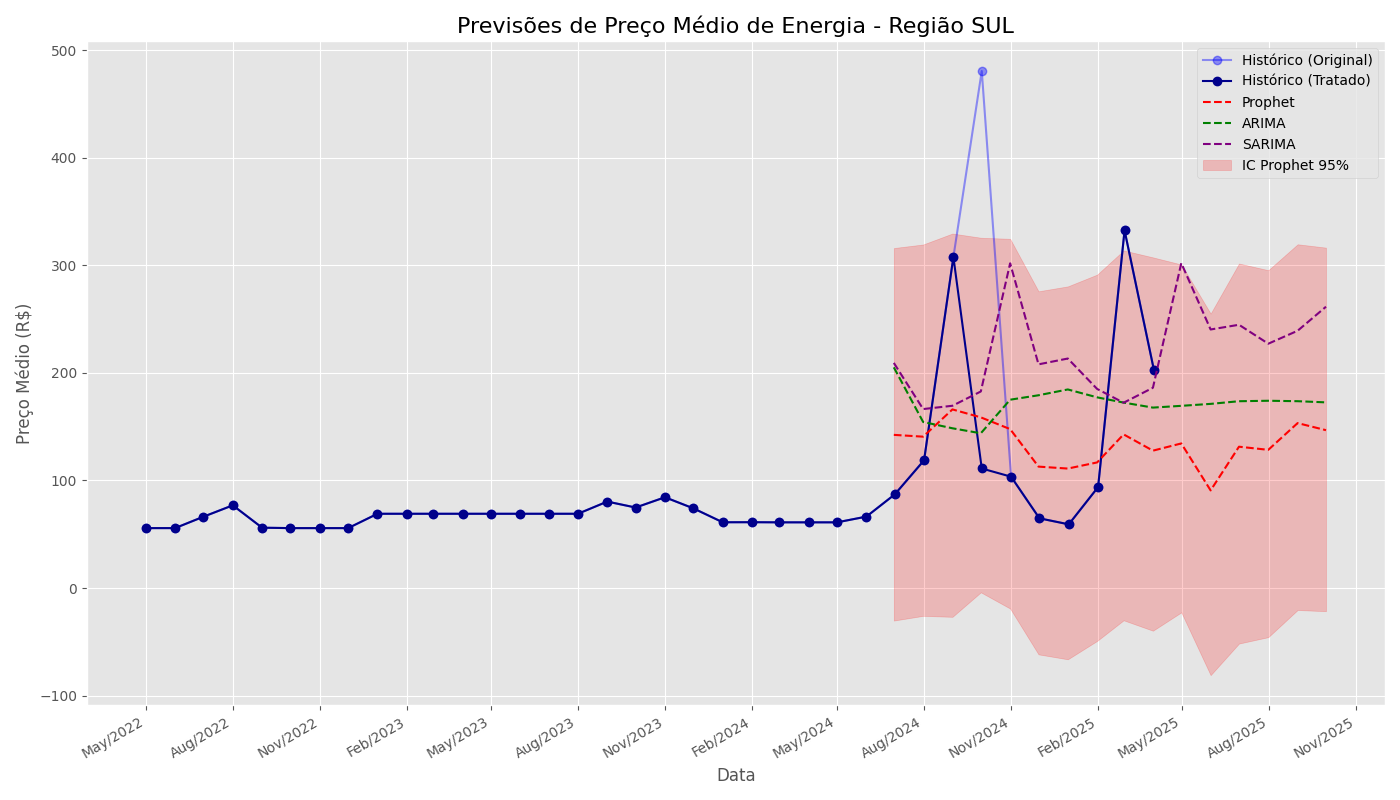 Previsões de Preço Médio de Energia - Região SUL
Histórico (Original)
Histórico (Tratado)
Prophet
ARIMA
SARIMA
IC Prophet 95%
Preço Médio (R$)
500
400
300
200
100
0
−100
May/2022
Aug/2022
Nov/2022
Feb/2023
May/2023
Aug/2023
Nov/2023
Feb/2024
May/2024
Aug/2024
Nov/2024
Feb/2025
May/2025
Aug/2025
Nov/2025
Data